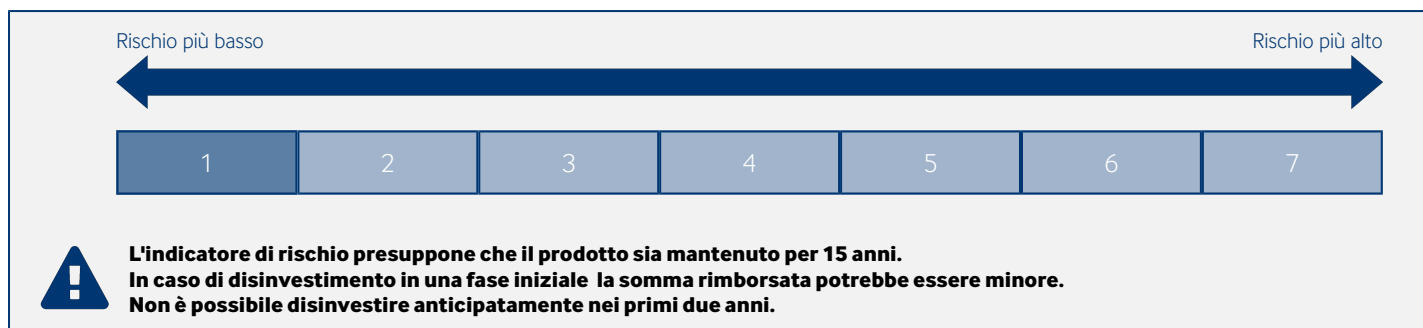 Rischio più basso Rischio più alto
1 2 3 4 5 6 7
L'indicatore di rischio presuppone che il prodotto sia mantenuto per 15 anni.
In caso di disinvestimento in una fase iniziale  la somma rimborsata potrebbe essere minore.
Non è possibile disinvestire anticipatamente nei primi due anni.